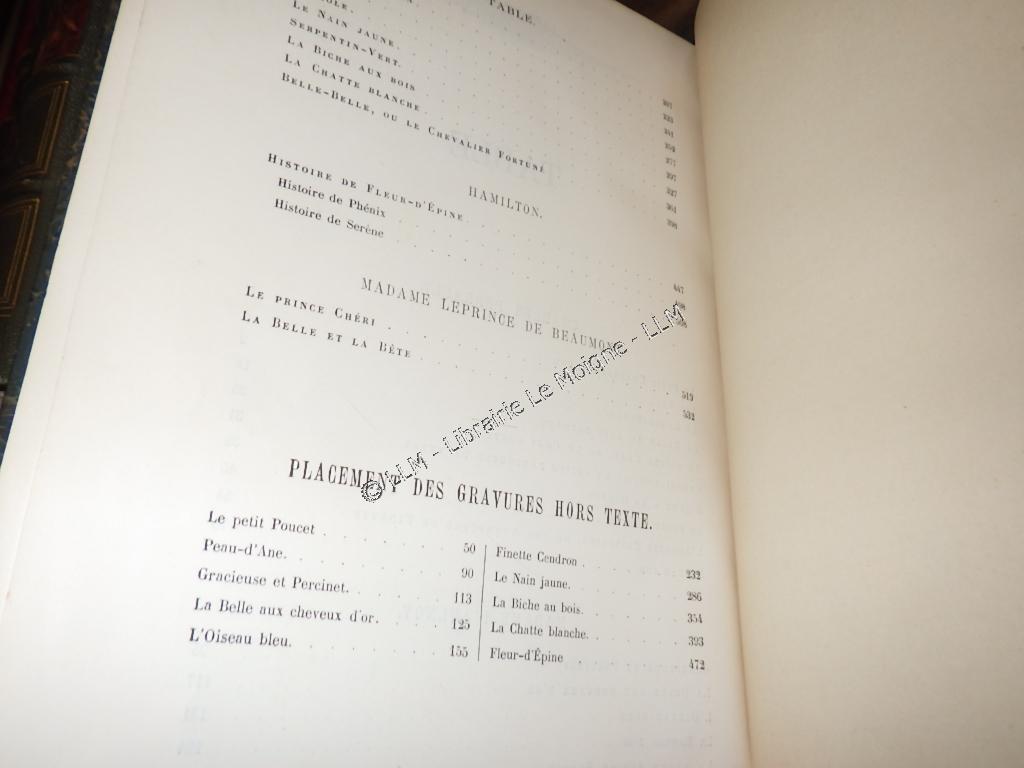 TABLE.
LE NAIN JAUNE.
SERPENTIN-VERT.
LA BICHE AUX BOIS
LA CHATTE BLANCHE
BELLE-BELLE, OU LE CHEVALIER FORTUNÉ
HAMILTON.
HISTOIRE DE FLEUR-D'ÉPINE
Histoire de Phénix
Histoire de Serène
MADAME LEPRINCE DE BEAUMONT
LE PRINCE CHÉRI 519
LA BELLE ET LA BÊTE 532
© LLM - Librairie Le Moigne - LLM
PLACEMENT DES GRAVURES HORS TEXTE.
Le petit Poucet 50
Peau-d'Ane. 90
Gracieuse et Percinet. 113
La Belle aux cheveux d'or. 125
L'Oiseau bleu. 155
Finette Cendron 232
Le Nain jaune. 286
La Biche au bois. 354
La Chatte blanche. 393
Fleur-d'Épine 472